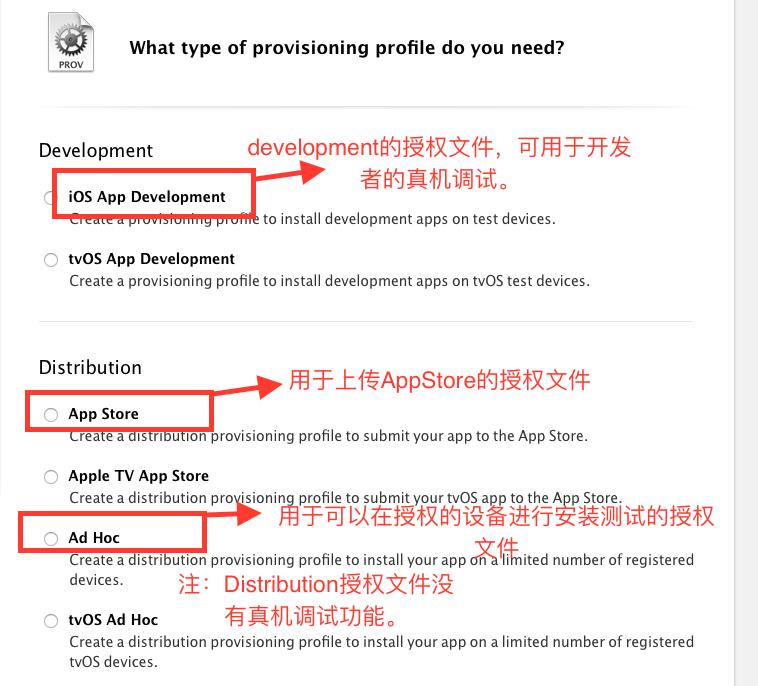 PROV
What type of provisioning profile do you need?
Development
development的授权文件，可用于开发
者的真机调试。
iOS App Development
Create a provisioning profile to install development apps on test devices.
tvOS App Development
Create a provisioning profile to install development apps on tvOS test devices.
Distribution
用于上传AppStore的授权文件
App Store
Create a distribution provisioning profile to submit your app to the App Store.
Apple TV App Store
Create a distribution provisioning profile to submit your tvOS app to the App Store.
用于可以在授权的设备进行安装测试的授权
文件
Ad Hoc
Create a distribution provisioning profile to install your app on a limited number of registered
devices.
注：Distribution授权文件没
有真机调试功能。
tvOS Ad Hoc
Create a distribution provisioning profile to install your app on a limited number of registered
tvOS devices.